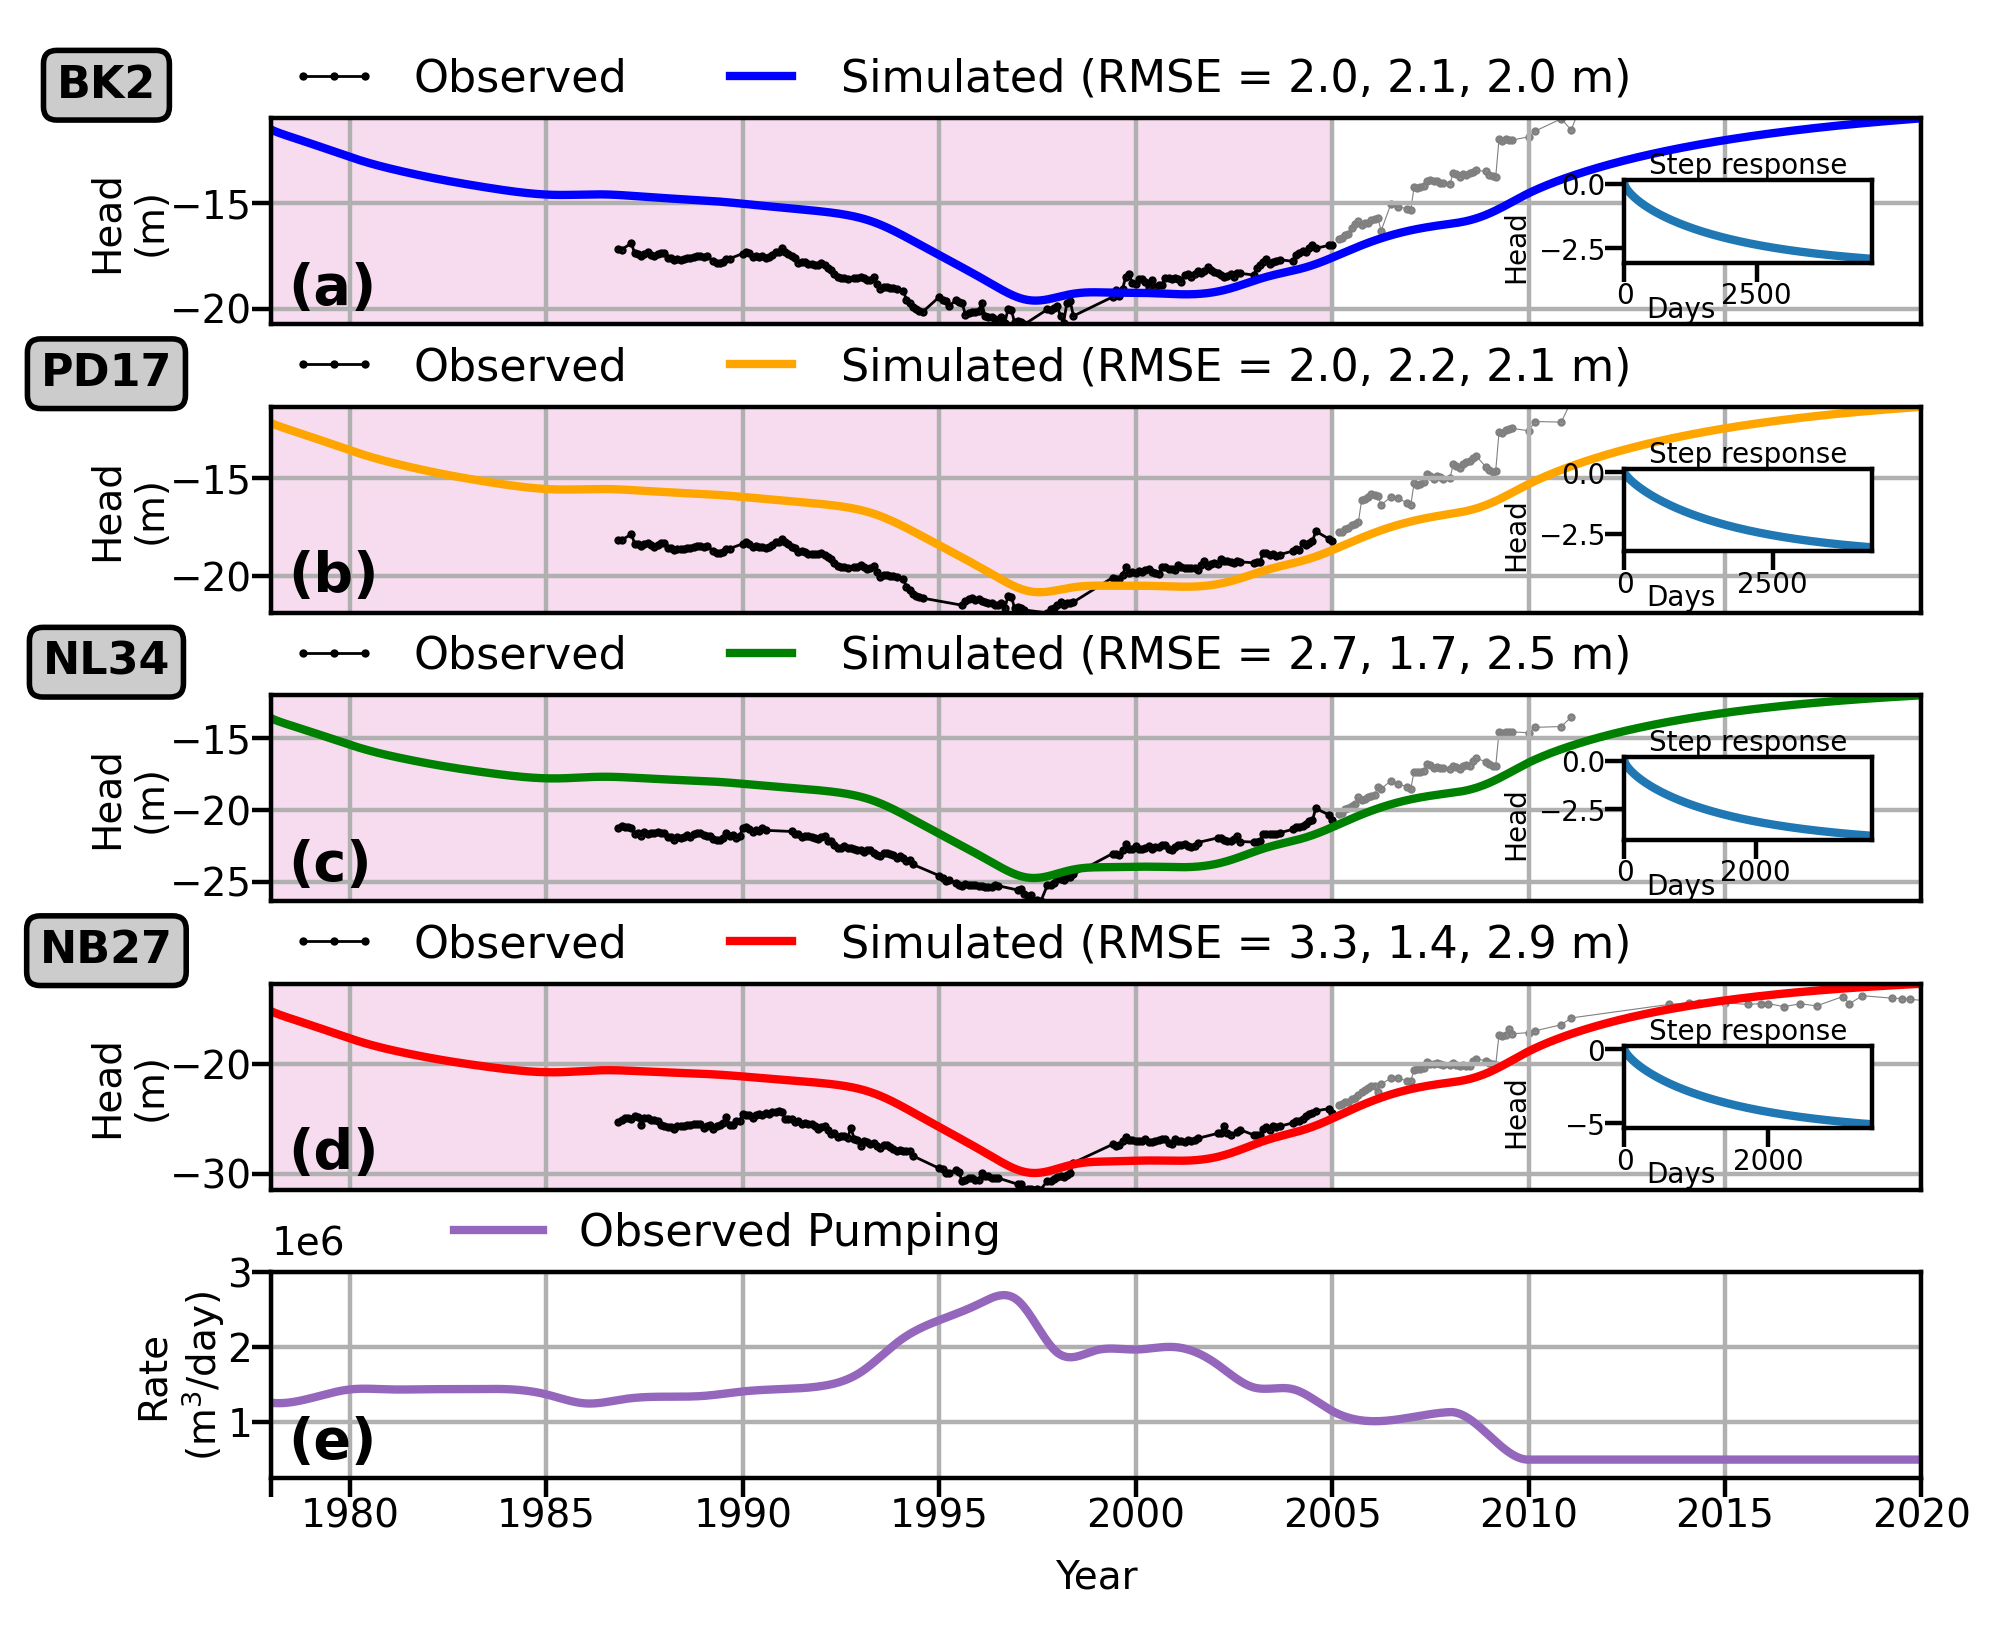 BK2
Observed
Simulated (RMSE = 2.0, 2.1, 2.0 m)
Head
(m)
−15
−20
(a)
Step response
Head
0.0
−2.5
0
2500
Days
PD17
Observed
Simulated (RMSE = 2.0, 2.2, 2.1 m)
Head
(m)
−15
−20
(b)
Step response
Head
0.0
−2.5
0
2500
Days
NL34
Observed
Simulated (RMSE = 2.7, 1.7, 2.5 m)
Head
(m)
−15
−20
−25
(c)
Step response
Head
0.0
−2.5
0
2000
Days
NB27
Observed
Simulated (RMSE = 3.3, 1.4, 2.9 m)
Head
(m)
−20
−30
(d)
Step response
Head
0
−5
0
2000
Days
1e6
Observed Pumping
Rate
(m³/day)
3
2
1
(e)
1980 1985 1990 1995 2000 2005 2010 2015 2020
Year